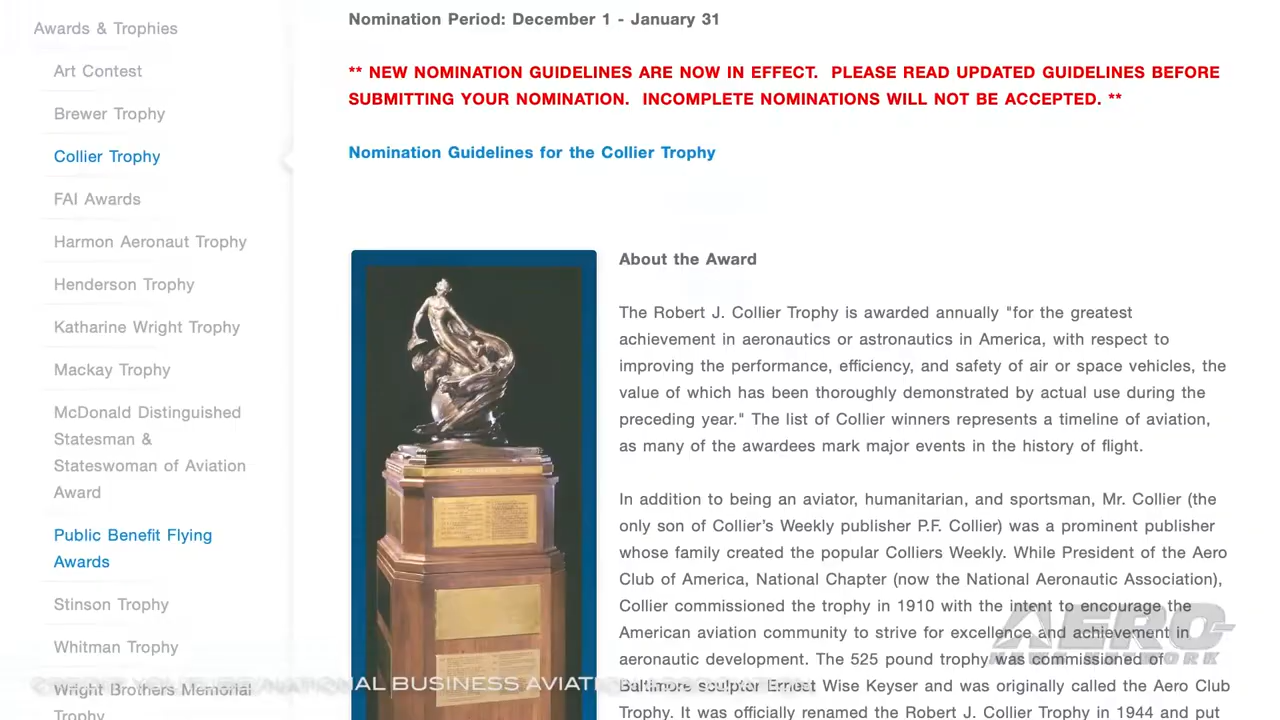 Awards & Trophies
Art Contest
Brewer Trophy
Collier Trophy
FAI Awards
Harmon Aeronaut Trophy
Henderson Trophy
Katharine Wright Trophy
Mackay Trophy
McDonald Distinguished
Statesman &
Stateswoman of Aviation
Award
Public Benefit Flying
Awards
Stinson Trophy
Whitman Trophy
Wright Brothers Memorial
Trophy
Nomination Period: December 1 - January 31
** NEW NOMINATION GUIDELINES ARE NOW IN EFFECT. PLEASE READ UPDATED GUIDELINES BEFORE
SUBMITTING YOUR NOMINATION. INCOMPLETE NOMINATIONS WILL NOT BE ACCEPTED. **
Nomination Guidelines for the Collier Trophy
About the Award
The Robert J. Collier Trophy is awarded annually "for the greatest
achievement in aeronautics or astronautics in America, with respect to
improving the performance, efficiency, and safety of air or space vehicles, the
value of which has been thoroughly demonstrated by actual use during the
preceding year." The list of Collier winners represents a timeline of aviation,
as many of the awardees mark major events in the history of flight.
In addition to being an aviator, humanitarian, and sportsman, Mr. Collier (the
only son of Collier's Weekly publisher P.F. Collier) was a prominent publisher
whose family created the popular Colliers Weekly. While President of the Aero
Club of America, National Chapter (now the National Aeronautic Association),
Collier commissioned the trophy in 1910 with the intent to encourage the
American aviation community to strive for excellence and achievement in
aeronautic development. The 525 pound trophy was commissioned of
Baltimore sculptor Ernest Wise Keyser and was originally called the Aero Club
Trophy. It was officially renamed the Robert J. Collier Trophy in 1944 and put
AERO
NEWS NETWORK
NATIONAL BUSINESS AVIATION